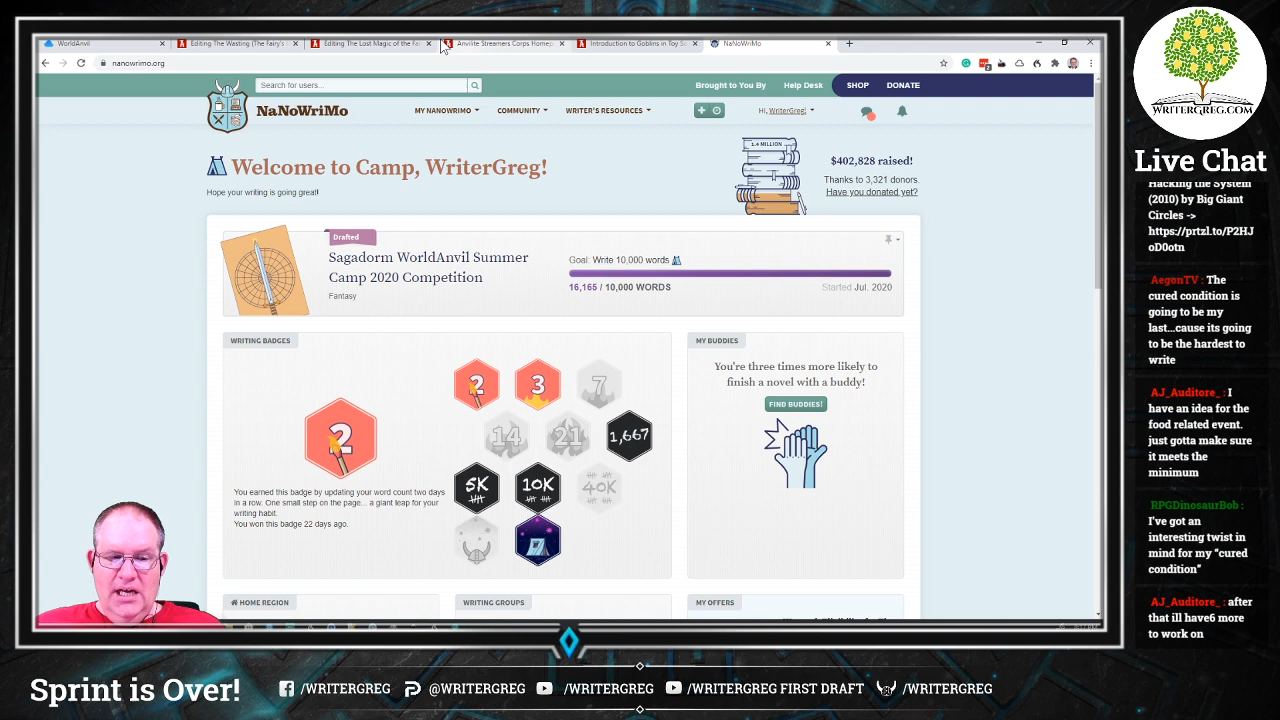 WorldAnvil
Editing The Wasting (The Fairy's
Editing The Lost Magic of the Fa
Anvilite Streamers Corps Homep
Introduction to Goblins in Toy S
NaNoWriMo
nanowrimo.org
Search for users...
Brought to You By
Help Desk
SHOP
DONATE
NaNoWriMo
MY NANOWRIMO
COMMUNITY
WRITER'S RESOURCES
Hi, WriterGreg!
Welcome to Camp, WriterGreg!
Hope your writing is going great!
1.4 MILLION
$402,828 raised!
Thanks to 3,321 donors.
Have you donated yet?
Drafted
Sagadorm WorldAnvil Summer
Camp 2020 Competition
Fantasy
Goal: Write 10,000 words
16,165 / 10,000 WORDS
Started Jul. 2020
WRITING BADGES
2
You earned this badge by updating your word count two days
in a row. One small step on the page... a giant leap for your
writing habit.
You won this badge 22 days ago.
2
3
7
14
21
1,667
5K
10K
40K
MY BUDDIES
You're three times more likely to
finish a novel with a buddy!
FIND BUDDIES!
HOME REGION
WRITING GROUPS
MY OFFERS
WRITERGREG.COM
Live Chat
Hacking the System
(2010) by Big Giant
Circles ->
https://prtzl.to/P2HJ
oD0otn
AegonTV : The
cured condition is
going to be my
last...cause its going
to be the hardest to
write
AJ_Auditore_ : I
have an idea for the
food related event.
just gotta make sure
it meets the
minimum
RPGDinosaurBob :
I've got an
interesting twist in
mind for my "cured
condition"
AJ_Auditore_ : after
that ill have6 more
to work on
Sprint is Over!
/WRITERGREG
@WRITERGREG
/WRITERGREG
/WRITERGREG FIRST DRAFT
/WRITERGREG